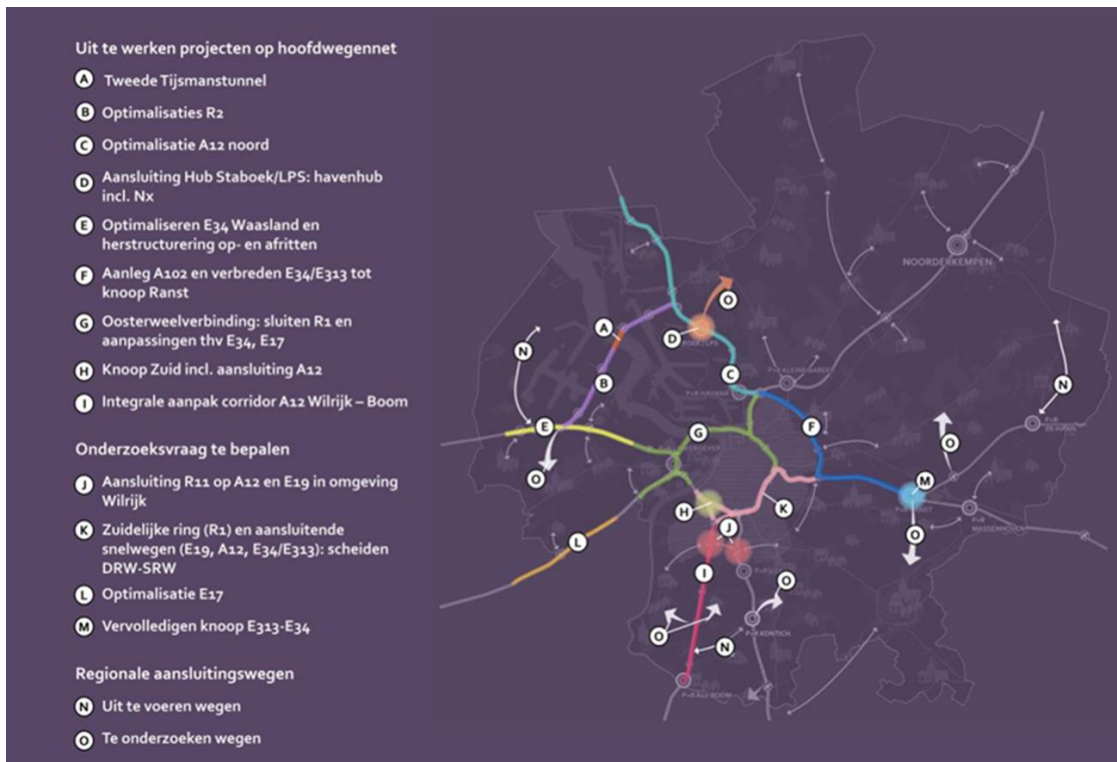 Uit te werken projecten op hoofdwegennet
A Tweede Tijsmanstunnel
B Optimalisaties R2
C Optimalisatie A12 noord
D Aansluiting Hub Staboek/LPS: havenhub
incl. Nx
E Optimaliseren E34 Waasland en
herstructurering op- en afritten
F Aanleg A102 en verbreden E34/E313 tot
knoop Ranst
G Oosterweelverbinding: sluiten R1 en
aanpassingen thv E34, E17
H Knoop Zuid incl. aansluiting A12
I Integrale aanpak corridor A12 Wilrijk – Boom
Onderzoeksvraag te bepalen
J Aansluiting R11 op A12 en E19 in omgeving
Wilrijk
K Zuidelijke ring (R1) en aansluitende
snelwegen (E19, A12, E34/E313): scheiden
DRW-SRW
L Optimalisatie E17
M Vervolledigen knoop E313-E34
Regionale aansluitingswegen
N Uit te voeren wegen
O Te onderzoeken wegen
NOORDERKEMPEN
O
A
D
N
B
C
P+R KLEINE BAREEL
N
E
G
F
P+R
O
O
M
H
K
P+R
MASSENHOVEN
J
O
L
I
O
O
P+R KONTICH
N
P+R A12 BOOM